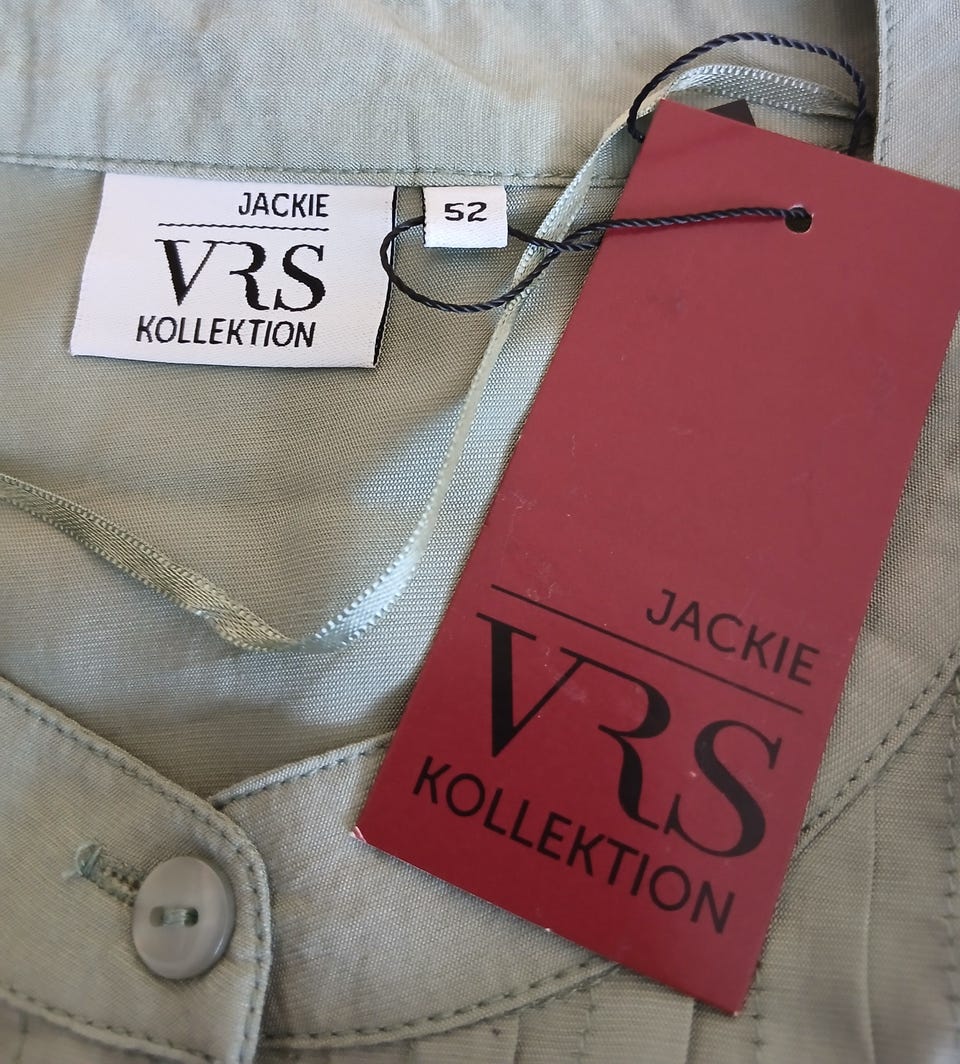 JACKIE
VRS
KOLLEKTION
52
JACKIE
VRS
KOLLEKTION